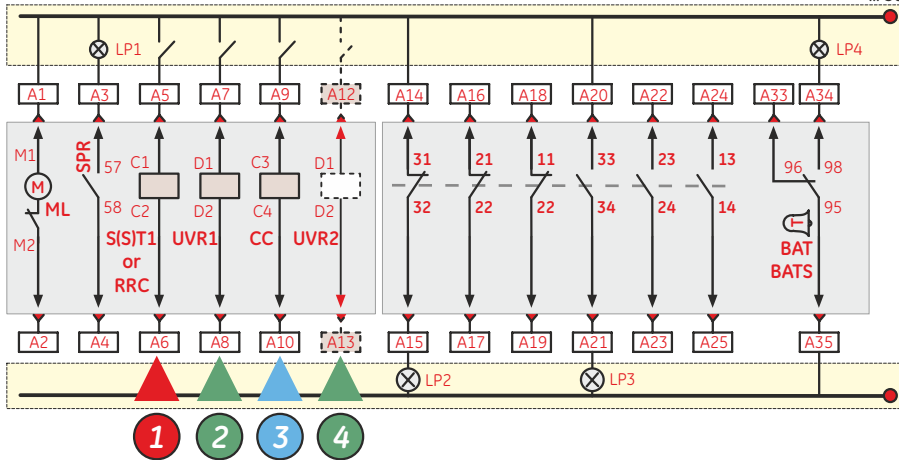 LP1
LP4
A1 A3 A5 A7 A9 A12 A14 A16 A18 A20 A22 A24 A33 A34
M1 SPR 57 C1 D1 C3 D1 31 21 11 33 23 13 96 98
M ML
58 C2 D2 C4 D2 32 22 22 34 24 14 95
M2 S(S)T1 UVR1 CC UVR2 T
or BAT
RRC BATS
A2 A4 A6 A8 A10 A13 A15 A17 A19 A21 A23 A25 A35
LP2 LP3
1 2 3 4